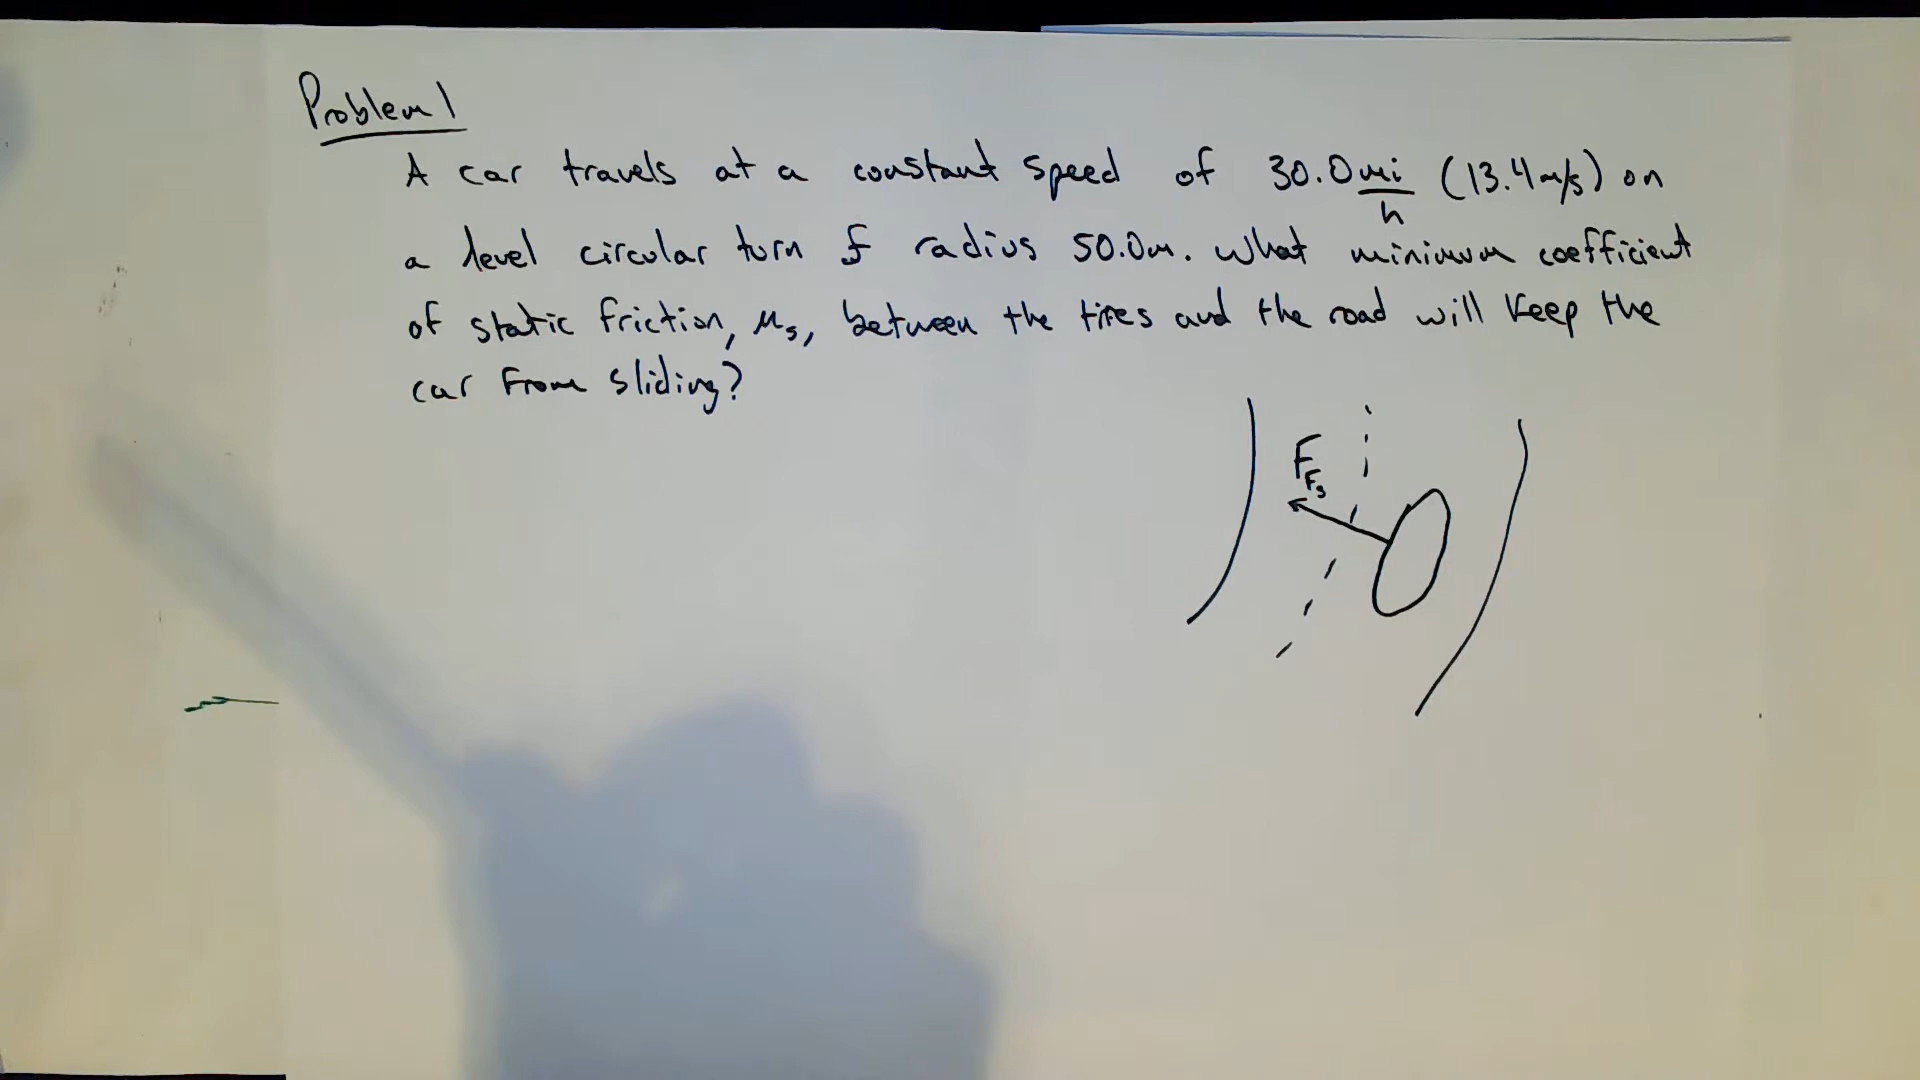 Problem 1
A car travels at a constant speed of 30.0 mi/h (13.4 m/s) on
a level circular turn of radius 50.0m. What minimum coefficient
of static friction, μs, between the tires and the road will keep the
car from sliding?
F_Fs